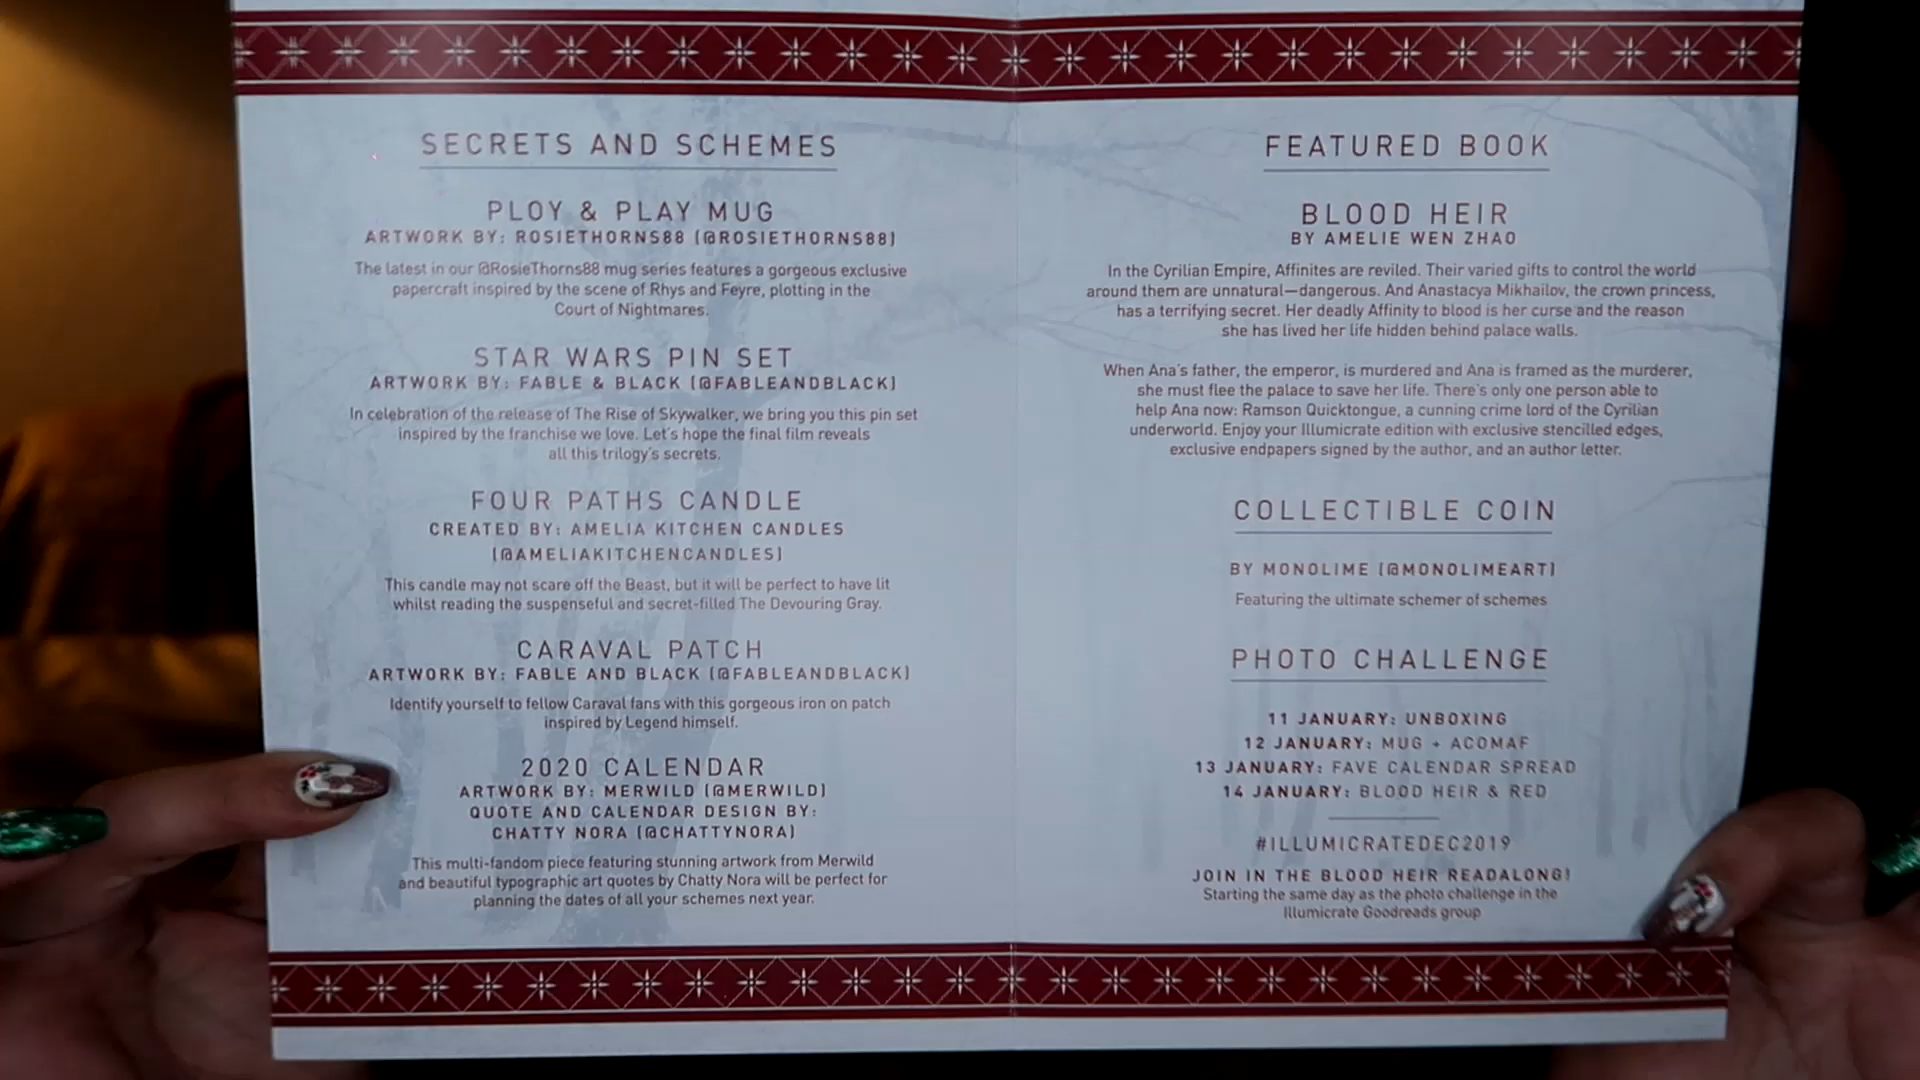 SECRETS AND SCHEMES
PLOY & PLAY MUG
ARTWORK BY: ROSIETHORNS88 (@ROSIETHORNS88)
The latest in our @RosieThorns88 mug series features a gorgeous exclusive
papercraft inspired by the scene of Rhys and Feyre, plotting in the
Court of Nightmares.
STAR WARS PIN SET
ARTWORK BY: FABLE & BLACK (@FABLEANDBLACK)
In celebration of the release of The Rise of Skywalker, we bring you this pin set
inspired by the franchise we love. Let's hope the final film reveals
all this trilogy's secrets.
FOUR PATHS CANDLE
CREATED BY: AMELIA KITCHEN CANDLES
(@AMELIAKITCHENCANDLES)
This candle may not scare off the Beast, but it will be perfect to have lit
whilst reading the suspenseful and secret-filled The Devouring Gray.
CARAVAL PATCH
ARTWORK BY: FABLE AND BLACK (@FABLEANDBLACK)
Identify yourself to fellow Caraval fans with this gorgeous iron on patch
inspired by Legend himself.
2020 CALENDAR
ARTWORK BY: MERWILD (@MERWILD)
QUOTE AND CALENDAR DESIGN BY:
CHATTY NORA (@CHATTYNORA)
This multi-fandom piece featuring stunning artwork from Merwild
and beautiful typographic art quotes by Chatty Nora will be perfect for
planning the dates of all your schemes next year.
FEATURED BOOK
BLOOD HEIR
BY AMELIE WEN ZHAO
In the Cyrilian Empire, Affinites are reviled. Their varied gifts to control the world
around them are unnatural—dangerous. And Anastacya Mikhailov, the crown princess,
has a terrifying secret. Her deadly Affinity to blood is her curse and the reason
she has lived her life hidden behind palace walls.
When Ana's father, the emperor, is murdered and Ana is framed as the murderer,
she must flee the palace to save her life. There's only one person able to
help Ana now: Ramson Quicktongue, a cunning crime lord of the Cyrilian
underworld. Enjoy your Illumicrate edition with exclusive stencilled edges,
exclusive endpapers signed by the author, and an author letter.
COLLECTIBLE COIN
BY MONOLIME (@MONOLIMEART)
Featuring the ultimate schemer of schemes
PHOTO CHALLENGE
11 JANUARY: UNBOXING
12 JANUARY: MUG + ACOMAF
13 JANUARY: FAVE CALENDAR SPREAD
14 JANUARY: BLOOD HEIR & RED
#ILLUMICRATEDEC2019
JOIN IN THE BLOOD HEIR READALONG!
Starting the same day as the photo challenge in the
Illumicrate Goodreads group